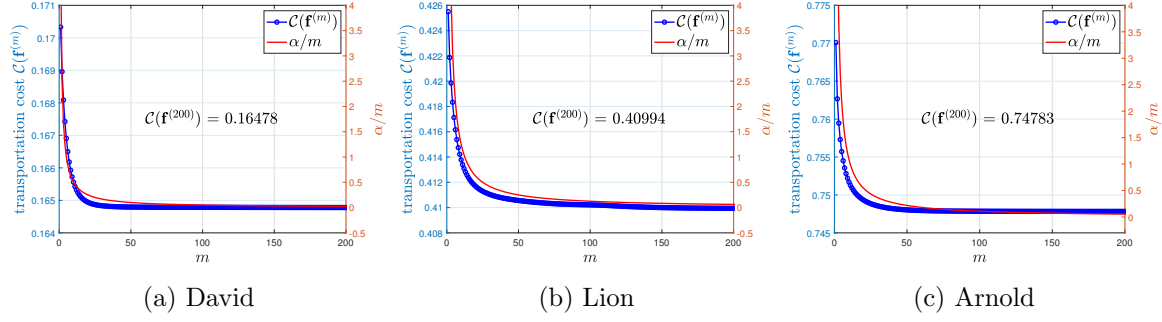 0.171
0.17
0.169
0.168
0.167
0.166
0.165
0.164
transportation cost C(f^(m))
4
3.5
3
2.5
2
1.5
1
0.5
0
-0.5
α/m
C(f^(m))
α/m
C(f^(200)) = 0.16478
0 50 100 150 200
m
(a) David
0.426
0.424
0.422
0.42
0.418
0.416
0.414
0.412
0.41
0.408
transportation cost C(f^(m))
4
3.5
3
2.5
2
1.5
1
0.5
0
-0.5
α/m
C(f^(m))
α/m
C(f^(200)) = 0.40994
0 50 100 150 200
m
(b) Lion
0.775
0.77
0.765
0.76
0.755
0.75
0.745
transportation cost C(f^(m))
4
3.5
3
2.5
2
1.5
1
0.5
0
α/m
C(f^(m))
α/m
C(f^(200)) = 0.74783
0 50 100 150 200
m
(c) Arnold